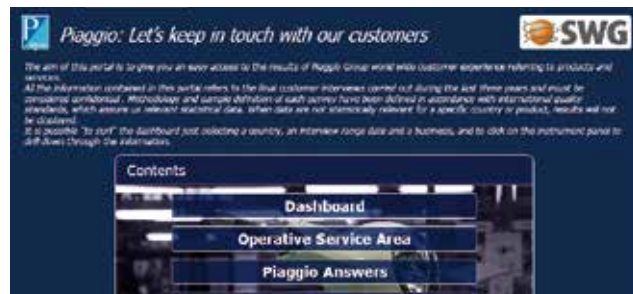 Piaggio: Let's keep in touch with our customers
SWG
The aim of this portal is to give you an easy access to the results of Piaggio Group world wide customer experience referring to products and
services.
All the information contained in this portal refers to the final customer interviews carried out during the last three years and must be
considered confidential. Methodology and sample definition of each survey have been defined in accordance with international quality
standards, which assure us relevant statistical data. When data are not statistically relevant for a specific country or product, results will not
be displayed.
It is possible "to sort" the dashboard just selecting a country, an interview range date and a business, and to click on the instrument panel to
drill down through the information.
Contents
Dashboard
Operative Service Area
Piaggio Answers